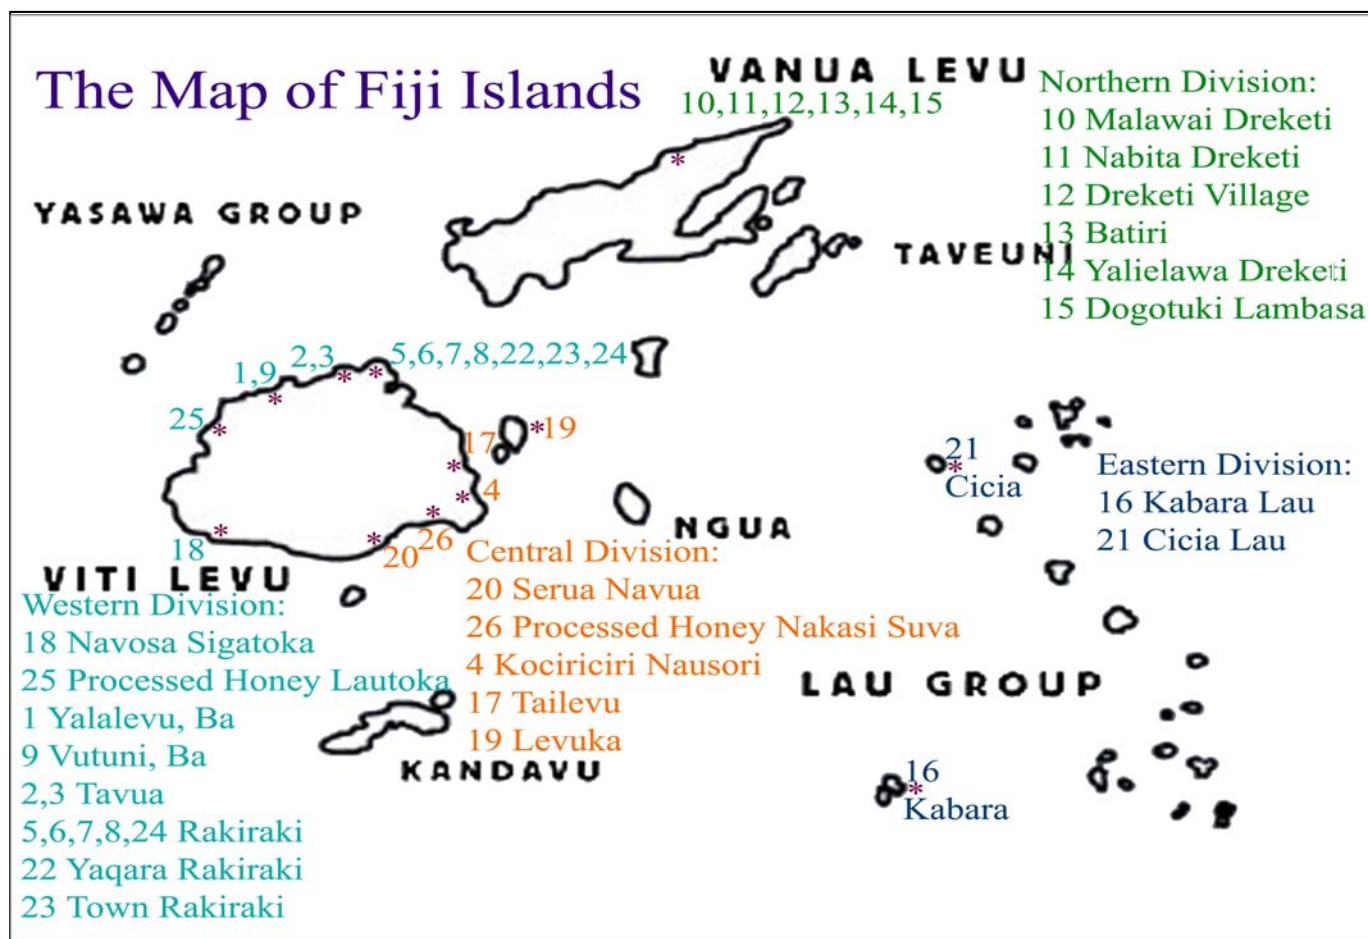 The Map of Fiji Islands
VANUA LEVU
10,11,12,13,14,15
Northern Division:
10 Malawai Dreketi
11 Nabita Dreketi
12 Dreketi Village
13 Batiri
14 Yalielawa Dreketi
15 Dogotuki Lambasa
YASAWA GROUP
TAVEUNI
*
2,3
5,6,7,8,22,23,24
1,9
* *
*
25
*
17
*19
*
* 4
*
26
20
*
18
*
21
*
Cicia
Eastern Division:
16 Kabara Lau
21 Cicia Lau
NGUA
VITI LEVU
Western Division:
18 Navosa Sigatoka
25 Processed Honey Lautoka
1 Yalalevu, Ba
9 Vutuni, Ba
2,3 Tavua
5,6,7,8,24 Rakiraki
22 Yaqara Rakiraki
23 Town Rakiraki
Central Division:
20 Serua Navua
26 Processed Honey Nakasi Suva
4 Kociriciri Nausori
17 Tailevu
19 Levuka
KANDAVU
LAU GROUP
16
*
Kabara